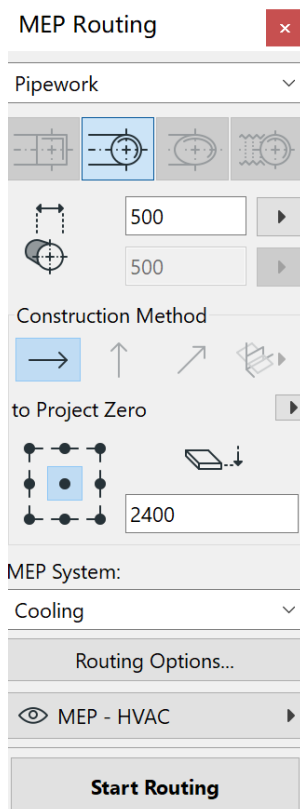 MEP Routing
Pipework
500
500
Construction Method
to Project Zero
2400
MEP System:
Cooling
Routing Options...
MEP - HVAC
Start Routing